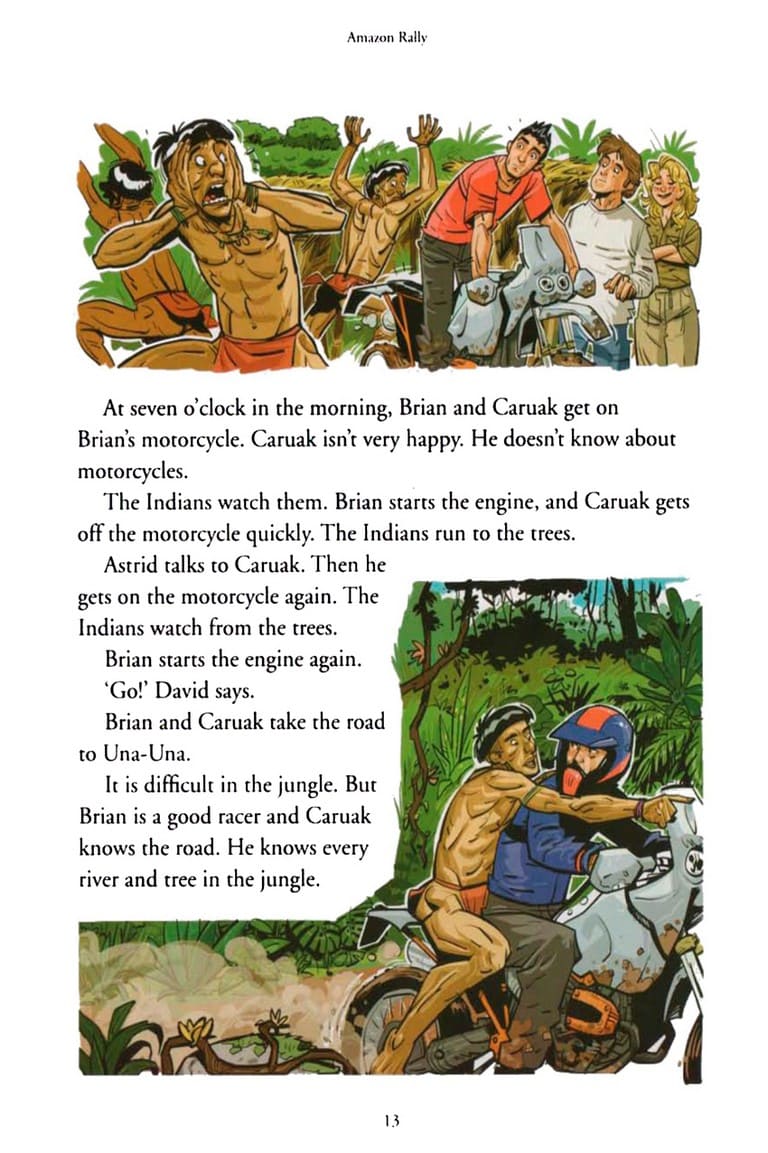 Amazon Rally
At seven o'clock in the morning, Brian and Caruak get on
Brian's motorcycle. Caruak isn't very happy. He doesn't know about
motorcycles.
The Indians watch them. Brian starts the engine, and Caruak gets
off the motorcycle quickly. The Indians run to the trees.
Astrid talks to Caruak. Then he
gets on the motorcycle again. The
Indians watch from the trees.
Brian starts the engine again.
‘Go!’ David says.
Brian and Caruak take the road
to Una-Una.
It is difficult in the jungle. But
Brian is a good racer and Caruak
knows the road. He knows every
river and tree in the jungle.
13